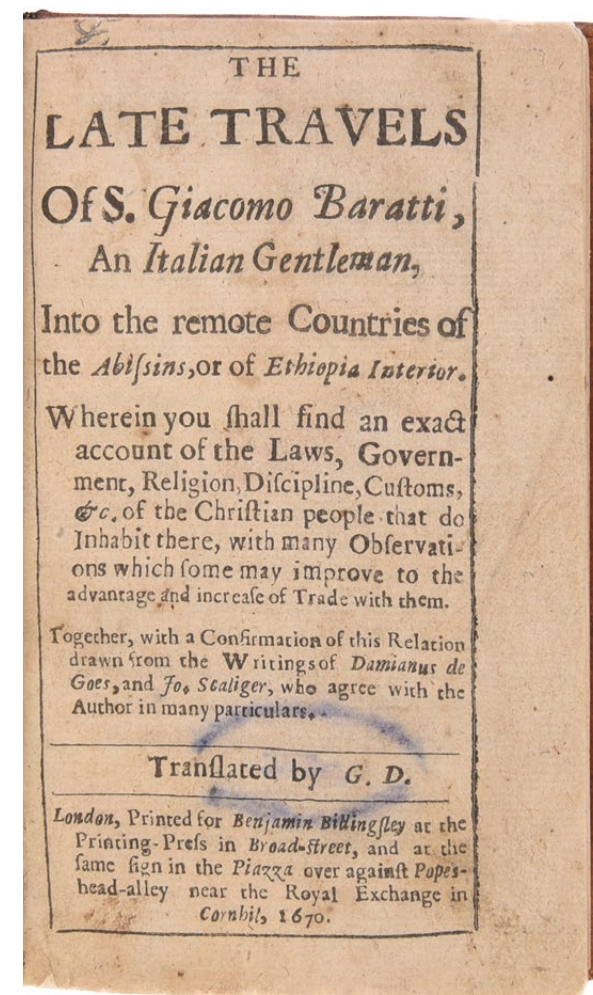 THE
LATE TRAVELS
Of S. Giacomo Baratti,
An Italian Gentleman,
Into the remote Countries of
the Abiſsins, or of Ethiopia Interior.
Wherein you ſhall find an exact
account of the Laws, Govern-
ment, Religion, Diſcipline, Cuſtoms,
&c. of the Chriſtian people that do
Inhabit there, with many Obſervati-
ons which ſome may improve to the
advantage and increaſe of Trade with them.
Together, with a Confirmation of this Relation
drawn from the Writings of Damianus de
Goes, and Jo. Scaliger, who agree with the
Author in many particulars.
Tranſlated by G. D.
London, Printed for Benjamin Billingſley at the
Printing-Preſs in Broad-ſtreet, and at the
ſame ſign in the Piazza over againſt Popes-
head-alley near the Royal Exchange in
Cornhil, 1670.